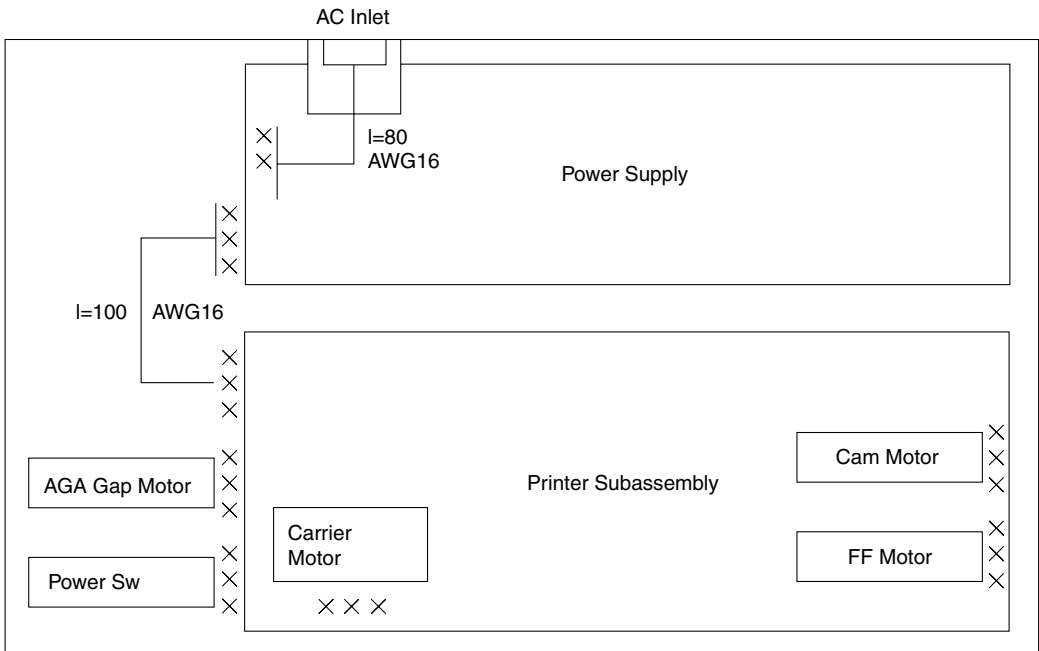 AC Inlet
l=80
AWG16
Power Supply
l=100 AWG16
AGA Gap Motor
Power Sw
Carrier
Motor
Printer Subassembly
Cam Motor
FF Motor